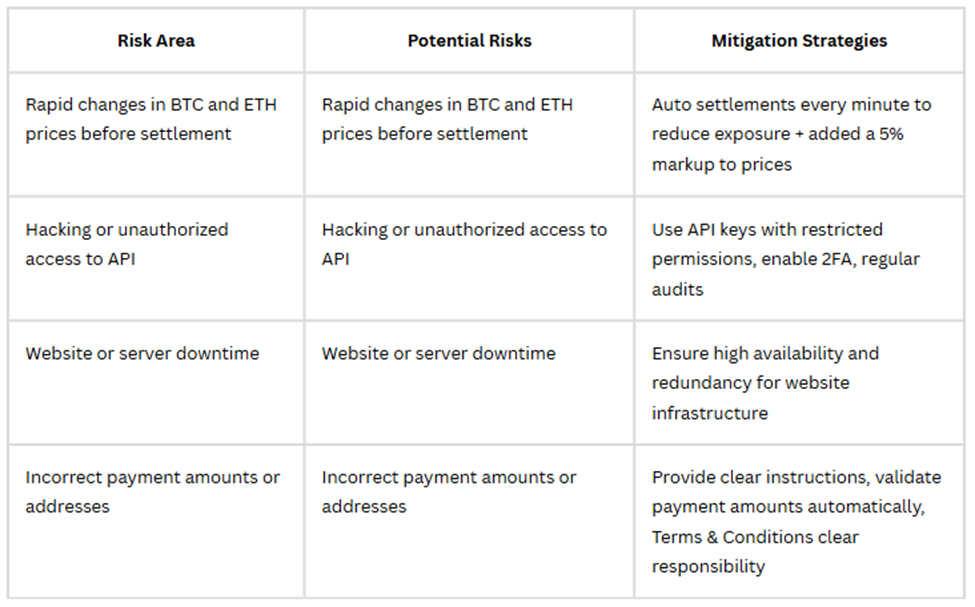 Risk Area
Potential Risks
Mitigation Strategies
Rapid changes in BTC and ETH
prices before settlement
Rapid changes in BTC and ETH
prices before settlement
Auto settlements every minute to
reduce exposure + added a 5%
markup to prices
Hacking or unauthorized
access to API
Hacking or unauthorized access to
API
Use API keys with restricted
permissions, enable 2FA, regular
audits
Website or server downtime
Website or server downtime
Ensure high availability and
redundancy for website
infrastructure
Incorrect payment amounts or
addresses
Incorrect payment amounts or
addresses
Provide clear instructions, validate
payment amounts automatically,
Terms & Conditions clear
responsibility